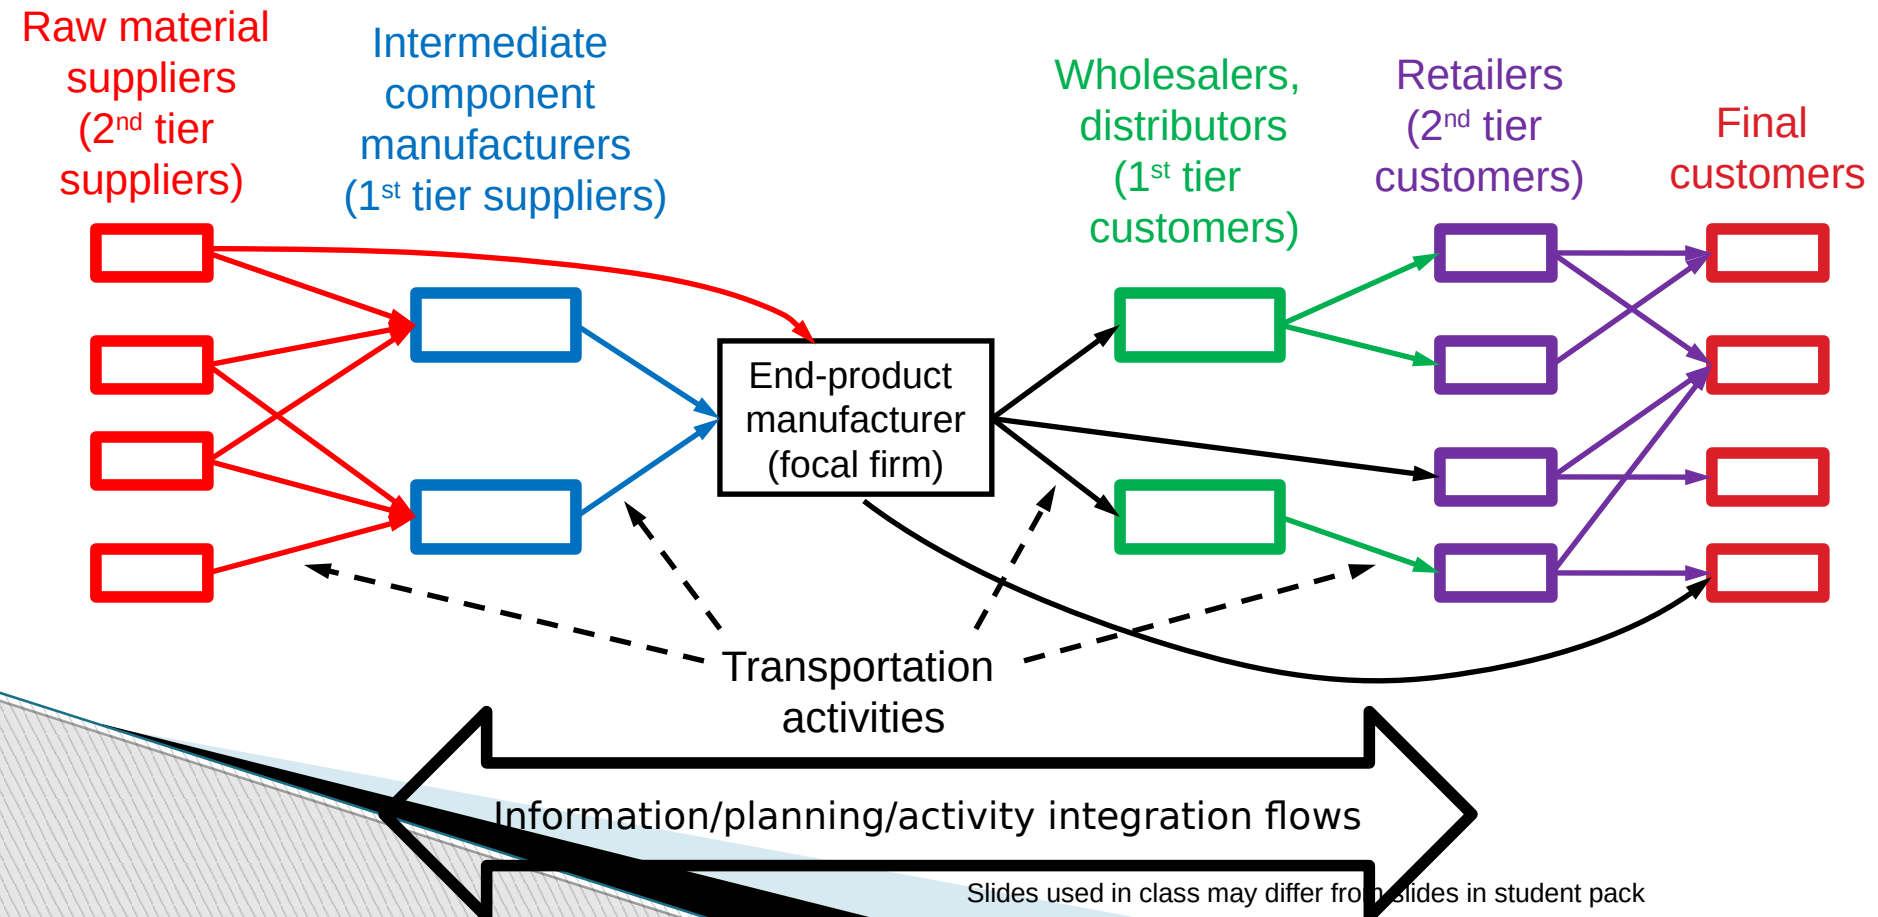 Raw material
suppliers
(2nd tier
suppliers)
Intermediate
component
manufacturers
(1st tier suppliers)
Wholesalers,
distributors
(1st tier
customers)
Retailers
(2nd tier
customers)
Final
customers
End-product
manufacturer
(focal firm)
Transportation
activities
Information/planning/activity integration flows
Slides used in class may differ from slides in student pack